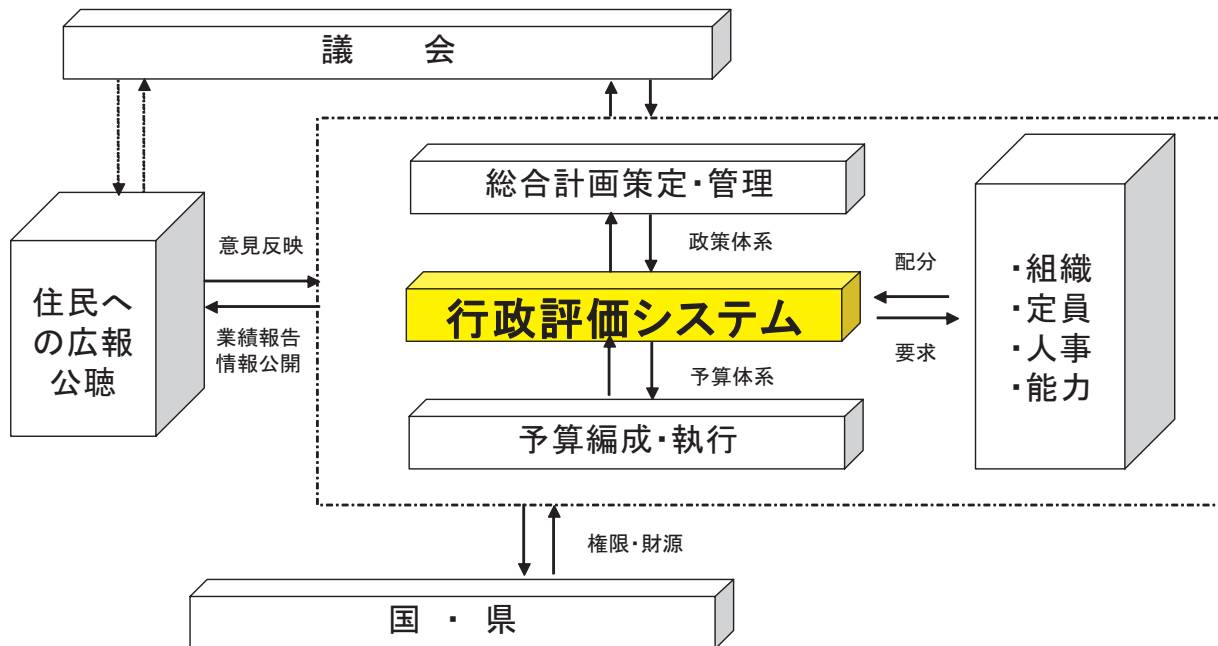 議　会
総合計画策定・管理
意見反映
政策体系
配分
住民へ
の広報
公聴
行政評価システム
・組織
・定員
・人事
・能力
業績報告
情報公開
要求
予算体系
予算編成・執行
権限・財源
国 ・ 県